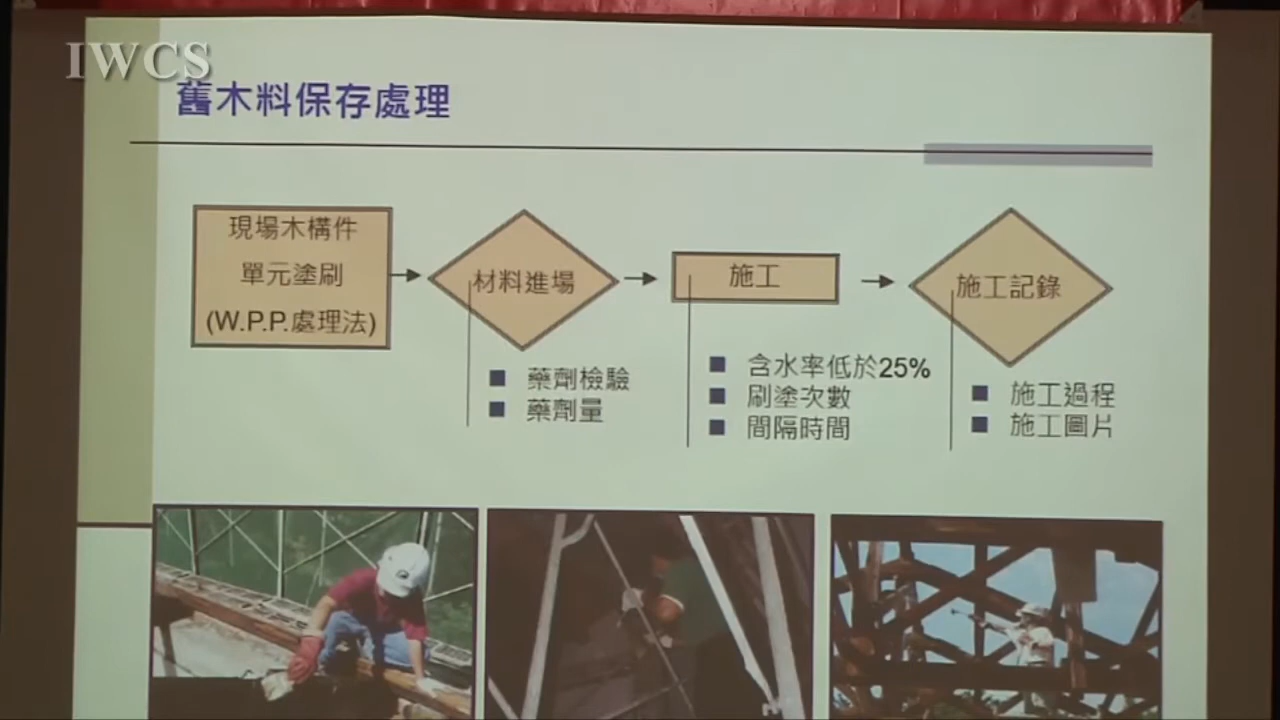 IWCS
舊木料保存處理
現場木構件
單元塗刷
(W.P.P.處理法)
材料進場
■ 藥劑檢驗
■ 藥劑量
施工
■ 含水率低於25%
■ 刷塗次數
■ 間隔時間
施工記錄
■ 施工過程
■ 施工圖片